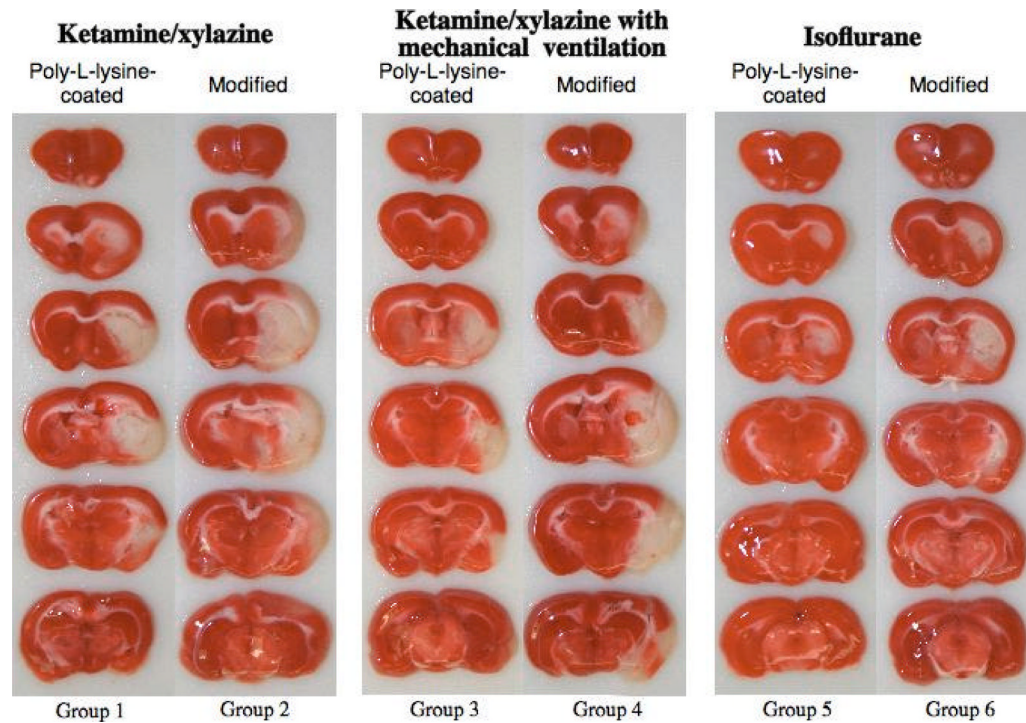 Ketamine/xylazine
Ketamine/xylazine with
mechanical ventilation
Isoflurane
Poly-L-lysine-
coated
Modified
Poly-L-lysine-
coated
Modified
Poly-L-lysine-
coated
Modified
Group 1
Group 2
Group 3
Group 4
Group 5
Group 6